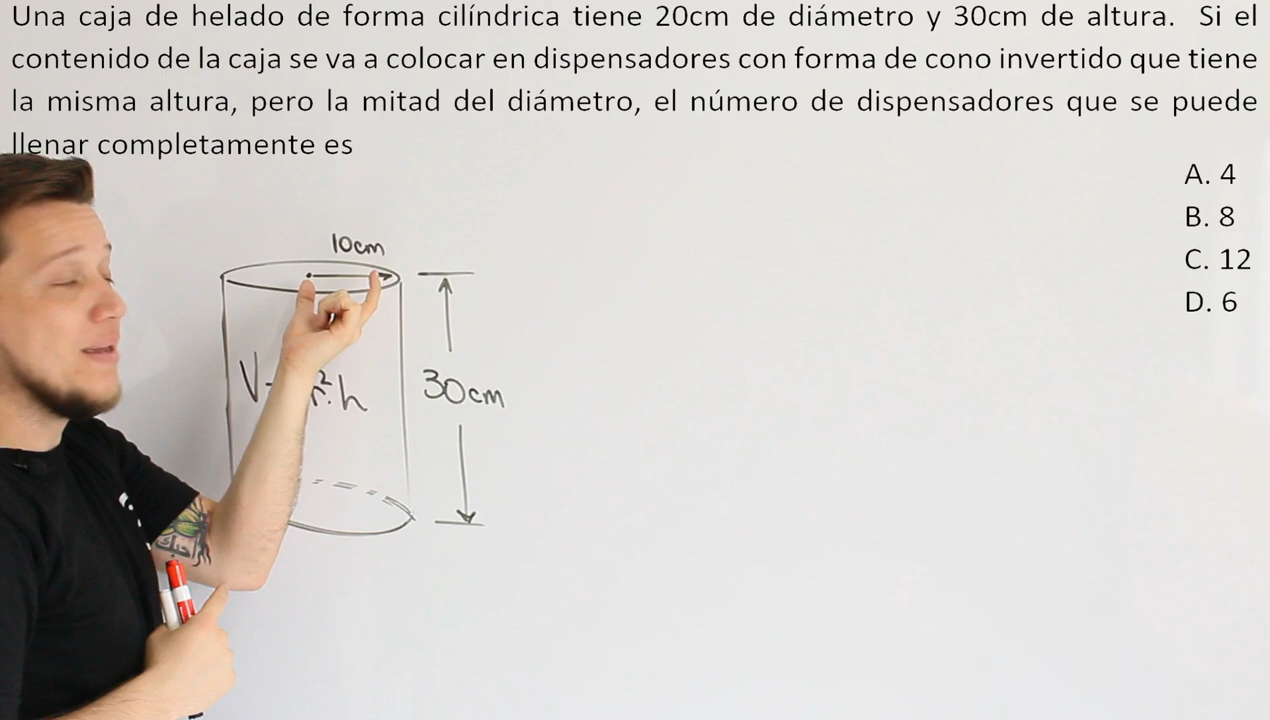 Una caja de helado de forma cilíndrica tiene 20cm de diámetro y 30cm de altura. Si el
contenido de la caja se va a colocar en dispensadores con forma de cono invertido que tiene
la misma altura, pero la mitad del diámetro, el número de dispensadores que se puede
llenar completamente es
A. 4
B. 8
C. 12
D. 6
10cm
30cm
أحبك